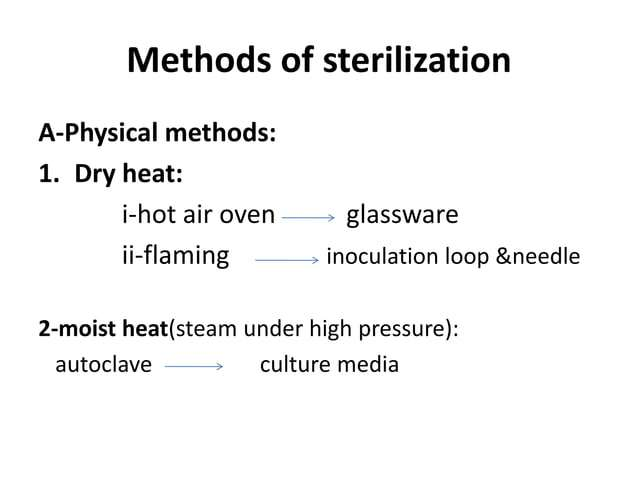 Methods of sterilization
A-Physical methods:
1. Dry heat:
i-hot air oven glassware
ii-flaming inoculation loop &needle
2-moist heat(steam under high pressure):
autoclave culture media